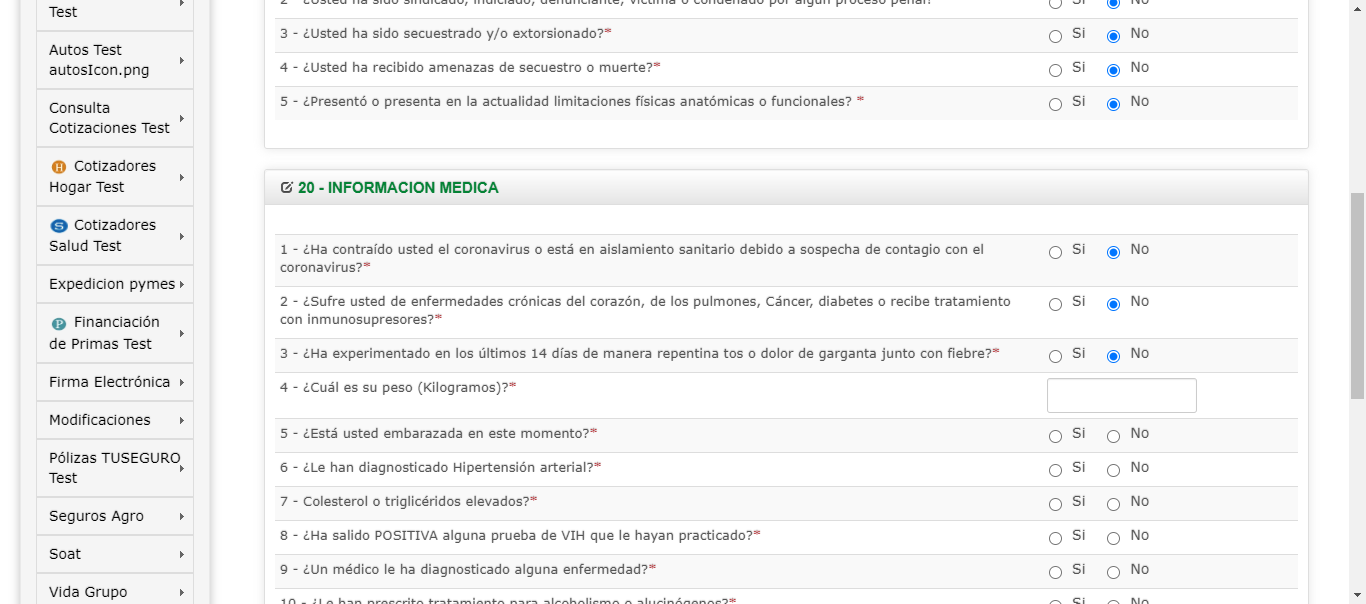 Test
Autos Test
autosIcon.png
Consulta
Cotizaciones Test
H Cotizadores
Hogar Test
S Cotizadores
Salud Test
Expedicion pymes
P Financiación
de Primas Test
Firma Electrónica
Modificaciones
Pólizas TUSEGURO
Test
Seguros Agro
Soat
Vida Grupo
2 - ¿Usted ha sido sindicado, indiciado, denunciante, víctima o condenado por algún proceso penal? Si No
3 - ¿Usted ha sido secuestrado y/o extorsionado?* Si No
4 - ¿Usted ha recibido amenazas de secuestro o muerte?* Si No
5 - ¿Presentó o presenta en la actualidad limitaciones físicas anatómicas o funcionales? * Si No
20 - INFORMACION MEDICA
1 - ¿Ha contraído usted el coronavirus o está en aislamiento sanitario debido a sospecha de contagio con el Si No
coronavirus?*
2 - ¿Sufre usted de enfermedades crónicas del corazón, de los pulmones, Cáncer, diabetes o recibe tratamiento Si No
con inmunosupresores?*
3 - ¿Ha experimentado en los últimos 14 días de manera repentina tos o dolor de garganta junto con fiebre?* Si No
4 - ¿Cuál es su peso (Kilogramos)?*
5 - ¿Está usted embarazada en este momento?* Si No
6 - ¿Le han diagnosticado Hipertensión arterial?* Si No
7 - Colesterol o triglicéridos elevados?* Si No
8 - ¿Ha salido POSITIVA alguna prueba de VIH que le hayan practicado?* Si No
9 - ¿Un médico le ha diagnosticado alguna enfermedad?* Si No
10 - ¿Le han prescrito tratamiento para alcoholismo o alucinógenos?* Si No